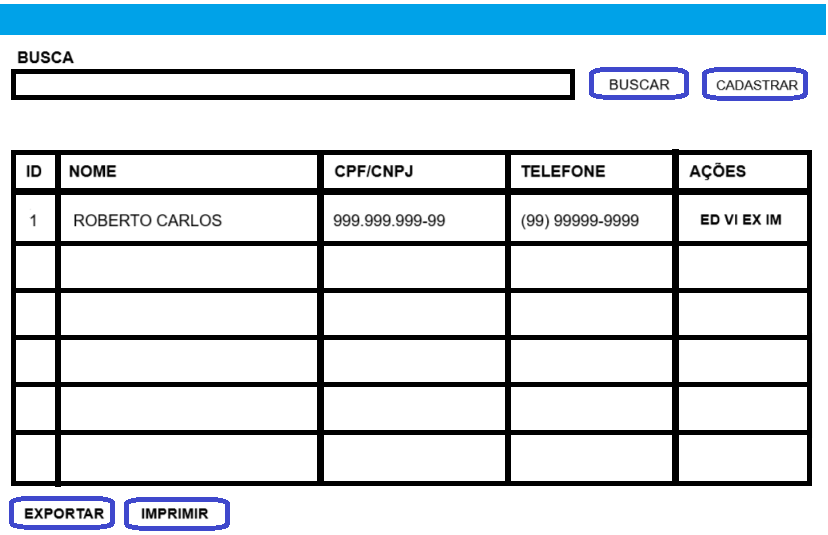 BUSCA
BUSCAR CADASTRAR
ID NOME CPF/CNPJ TELEFONE AÇÕES
1 ROBERTO CARLOS 999.999.999-99 (99) 99999-9999 ED VI EX IM
EXPORTAR IMPRIMIR